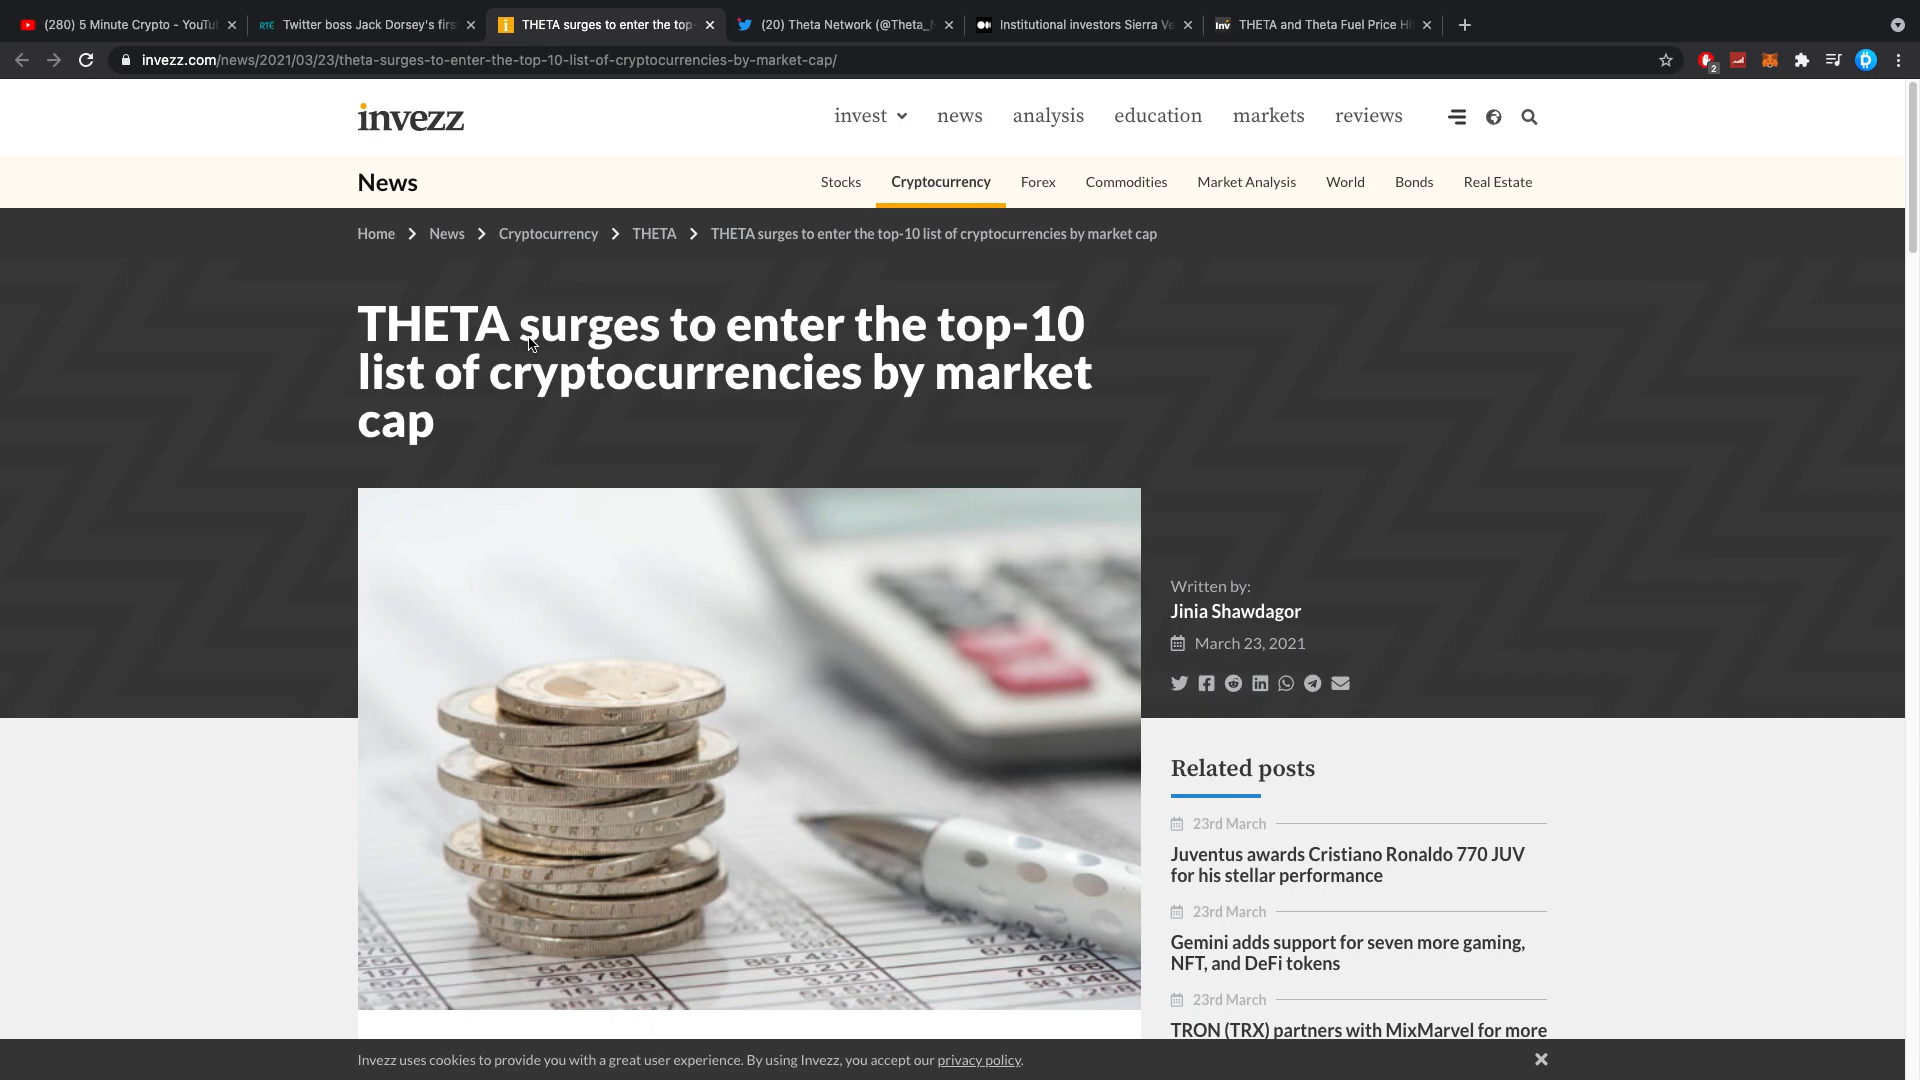 (280) 5 Minute Crypto - YouTu
RTÉ Twitter boss Jack Dorsey's firs
THETA surges to enter the top-
(20) Theta Network (@Theta_N
Institutional investors Sierra Ve
inv THETA and Theta Fuel Price Hi
invezz.com/news/2021/03/23/theta-surges-to-enter-the-top-10-list-of-cryptocurrencies-by-market-cap/
2
invezz
invest news analysis education markets reviews
News
Stocks Cryptocurrency Forex Commodities Market Analysis World Bonds Real Estate
Home News Cryptocurrency THETA THETA surges to enter the top-10 list of cryptocurrencies by market cap
THETA surges to enter the top-10
list of cryptocurrencies by market
cap
Written by:
Jinia Shawdagor
March 23, 2021
Related posts
23rd March
Juventus awards Cristiano Ronaldo 770 JUV
for his stellar performance
23rd March
Gemini adds support for seven more gaming,
NFT, and DeFi tokens
23rd March
TRON (TRX) partners with MixMarvel for more
Invezz uses cookies to provide you with a great user experience. By using Invezz, you accept our privacy policy.